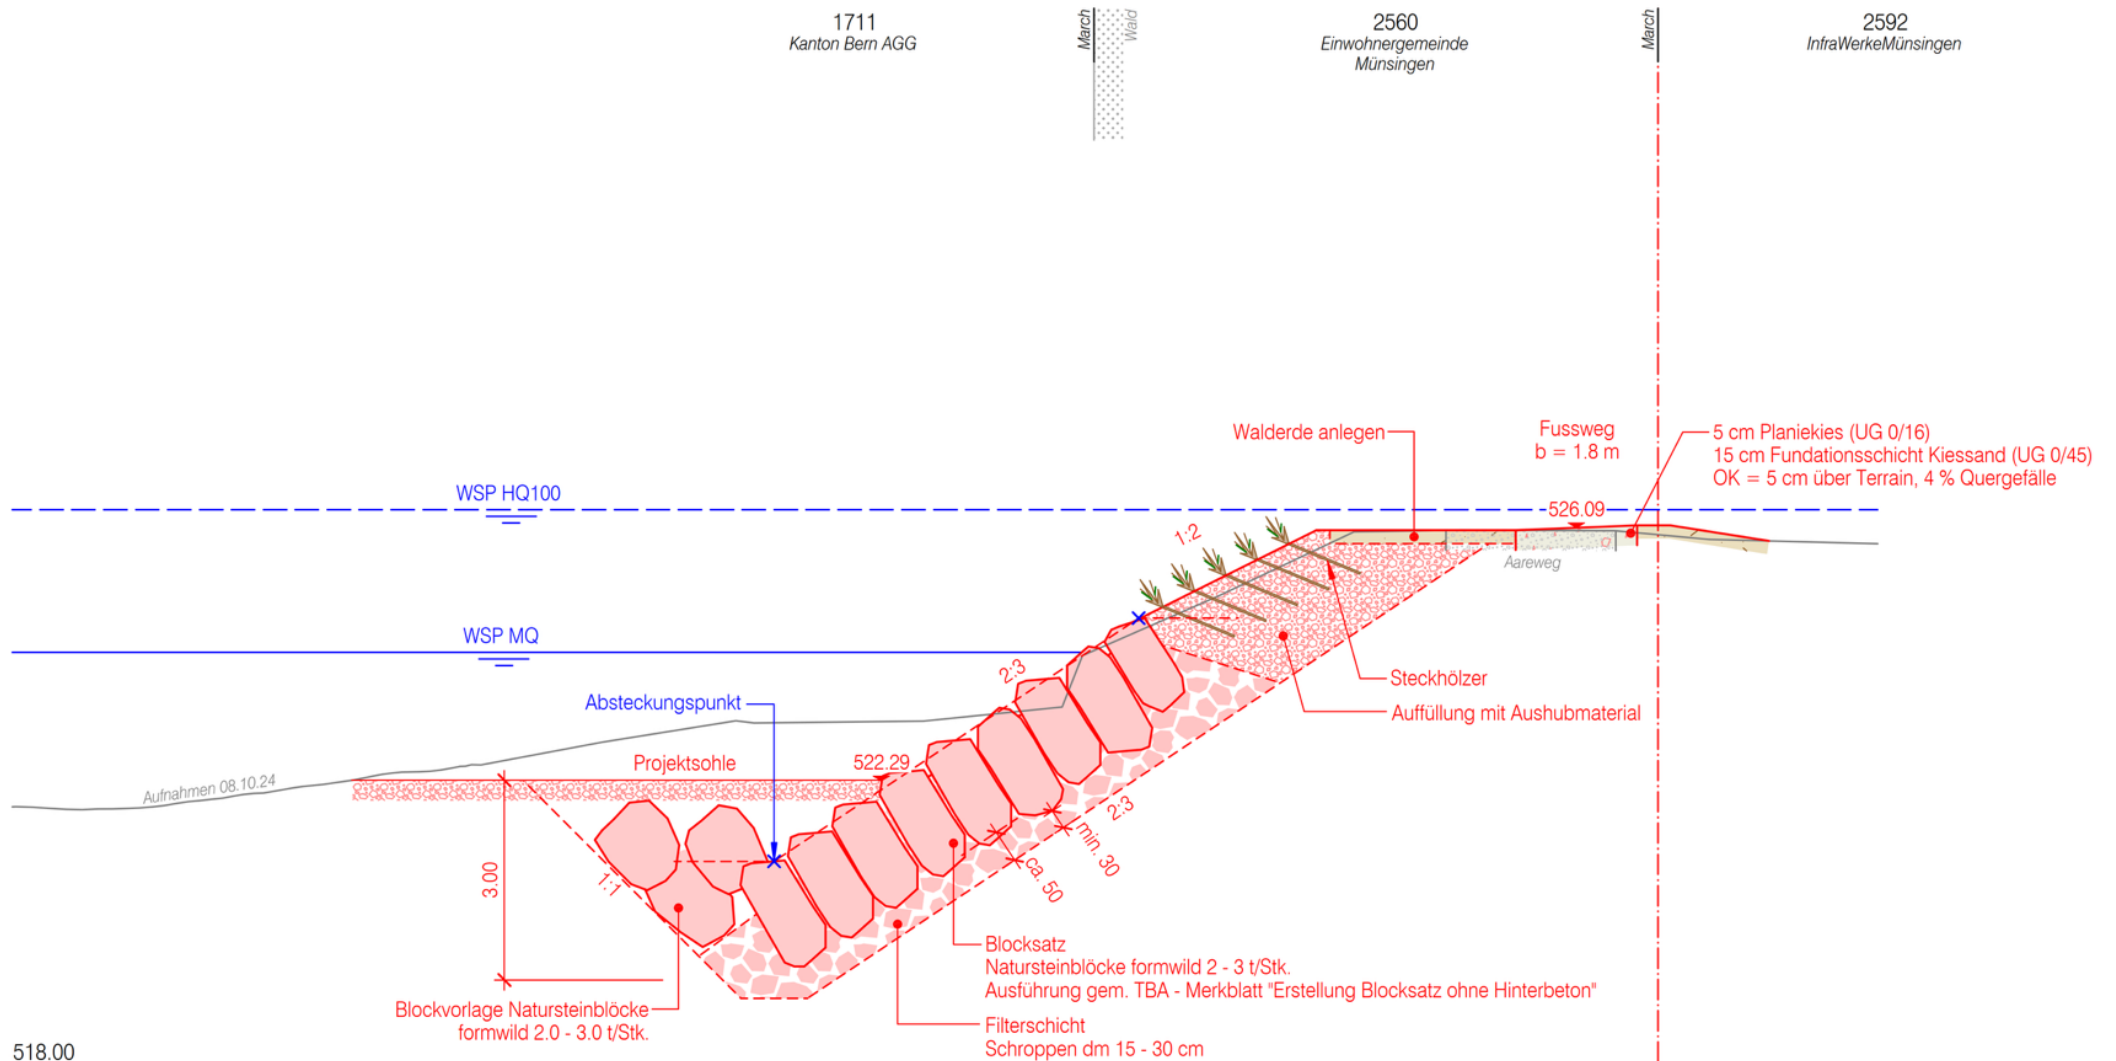 1711
Kanton Bern AGG
March
Wald
2560
Einwohnergemeinde
Münsingen
March
2592
InfraWerkeMünsingen
Walderde anlegen
Fussweg
b = 1.8 m
5 cm Planiekies (UG 0/16)
15 cm Fundationsschicht Kiessand (UG 0/45)
OK = 5 cm über Terrain, 4 % Quergefälle
WSP HQ100
526.09
1:2
Aareweg
WSP MQ
2:3
Steckhölzer
Absteckungspunkt
Auffüllung mit Aushubmaterial
Projektsohle
522.29
Aufnahmen 08.10.24
2:3
min. 30
ca. 50
3.00
1:1
Blocksatz
Natursteinblöcke formwild 2 - 3 t/Stk.
Ausführung gem. TBA - Merkblatt "Erstellung Blocksatz ohne Hinterbeton"
Blockvorlage Natursteinblöcke
formwild 2.0 - 3.0 t/Stk.
Filterschicht
Schroppen dm 15 - 30 cm
518.00